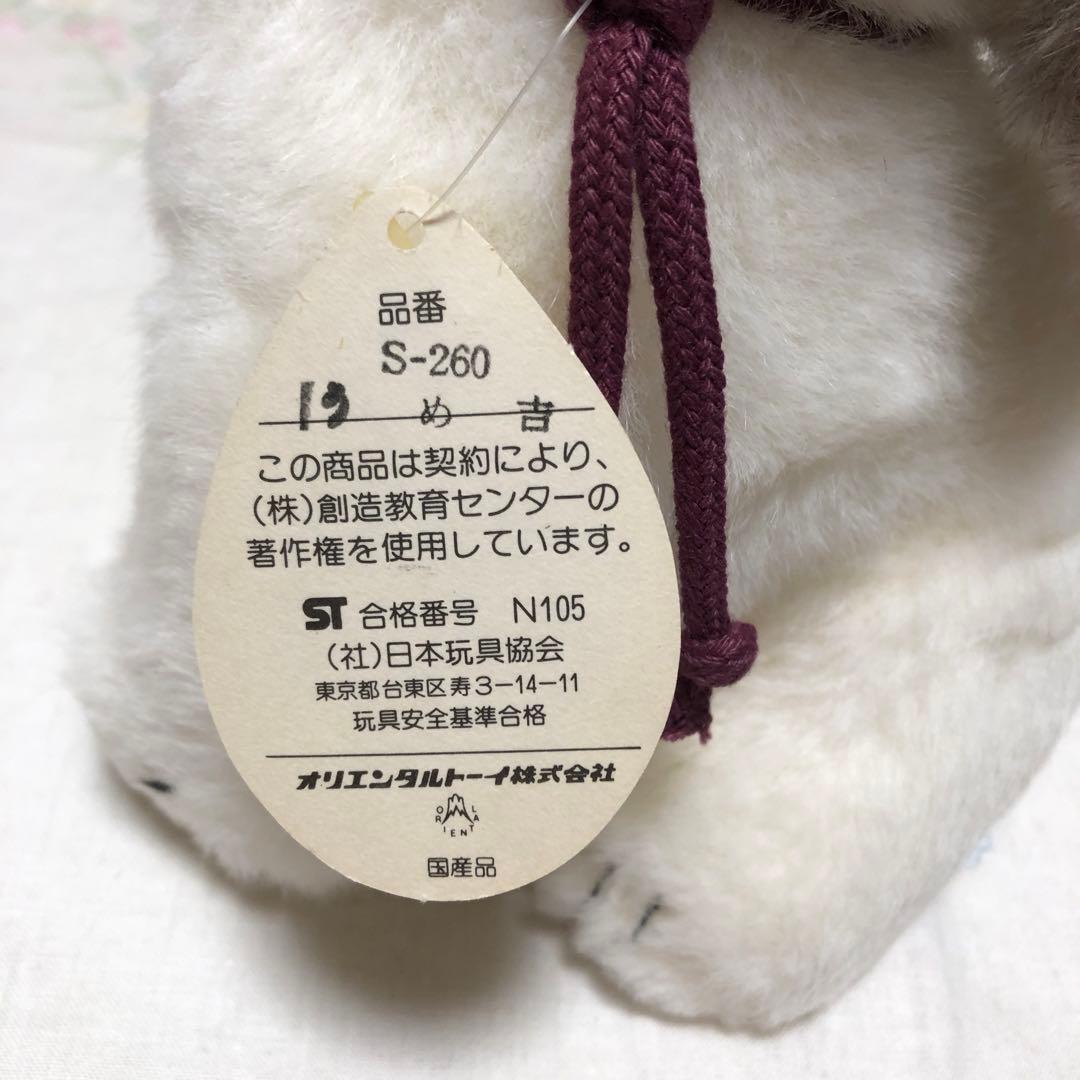 品番
S-260
め 吉
この商品は契約により、
(株)創造教育センターの
著作権を使用しています。
ST 合格番号 N105
(社)日本玩具協会
東京都台東区寿3-14-11
玩具安全基準合格
オリエンタルトーイ株式会社
ORIENTAL
国産品